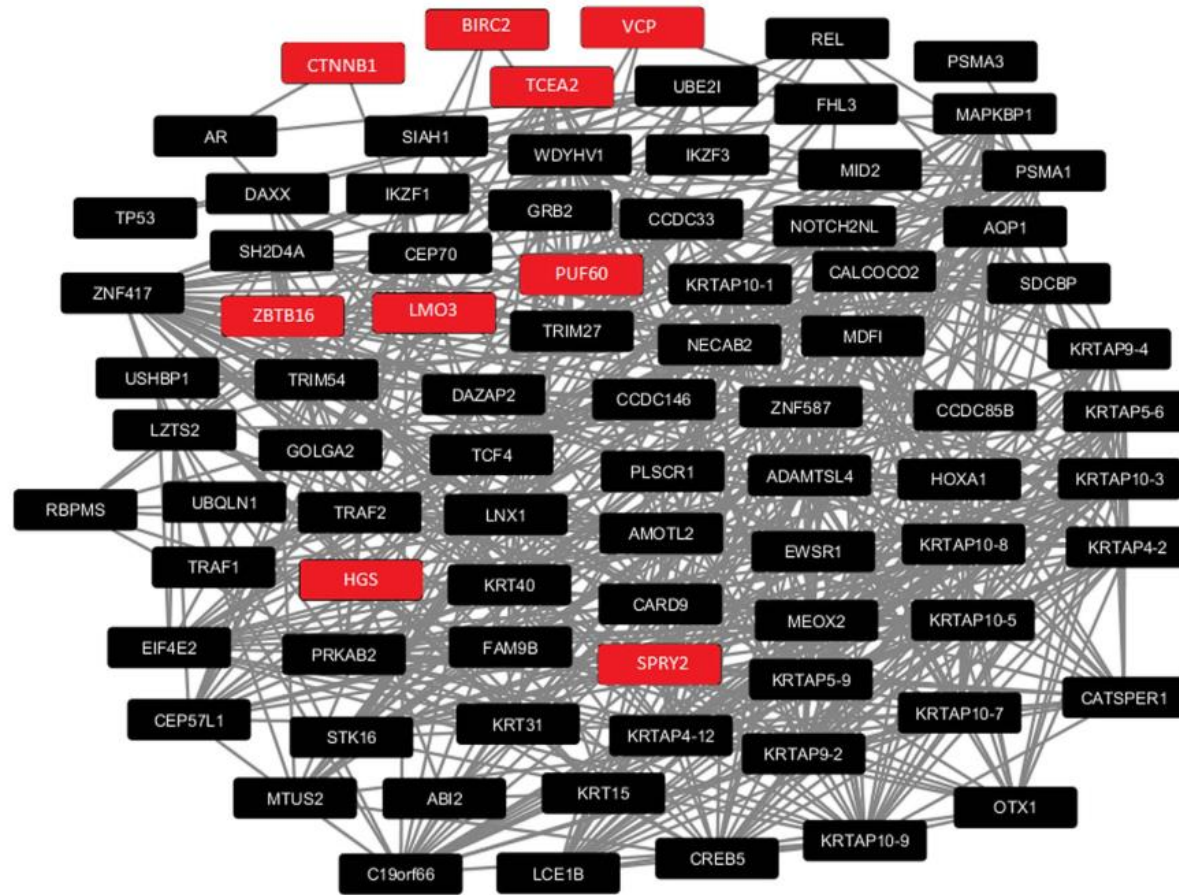 BIRC2
VCP
REL
CTNNB1
PSMA3
TCEA2
UBE2I
FHL3
MAPKBP1
AR
SIAH1
WDYHV1
IKZF3
MID2
PSMA1
DAXX
IKZF1
TP53
GRB2
CCDC33
NOTCH2NL
AQP1
SH2D4A
CEP70
ZNF417
PUF60
KRTAP10-1
CALCOCO2
SDCBP
ZBTB16
LMO3
TRIM27
NECAB2
MDFI
KRTAP9-4
USHBP1
TRIM54
DAZAP2
CCDC146
ZNF587
CCDC85B
KRTAP5-6
LZTS2
GOLGA2
TCF4
PLSCR1
ADAMTSL4
HOXA1
KRTAP10-3
RBPMS
UBQLN1
TRAF2
LNX1
AMOTL2
EWSR1
KRTAP10-8
KRTAP4-2
TRAF1
HGS
KRT40
CARD9
MEOX2
KRTAP10-5
EIF4E2
PRKAB2
FAM9B
SPRY2
KRTAP5-9
CATSPER1
CEP57L1
STK16
KRT31
KRTAP4-12
KRTAP9-2
KRTAP10-7
MTUS2
ABI2
KRT15
OTX1
C19orf66
LCE1B
CREB5
KRTAP10-9